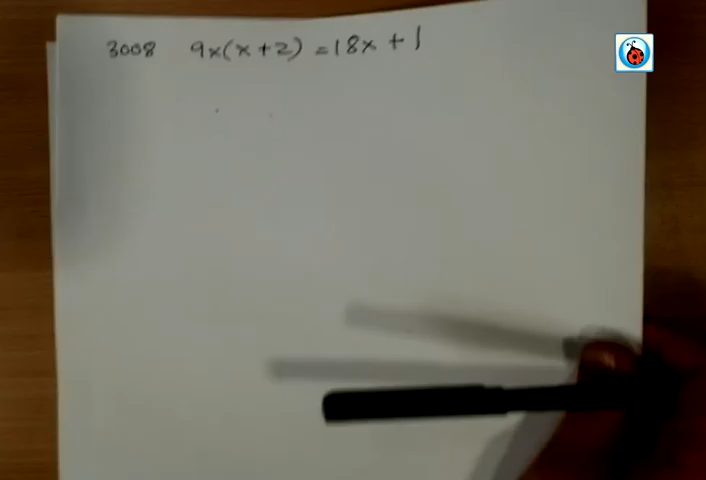 3008 9x(x+2) = 18x + 1